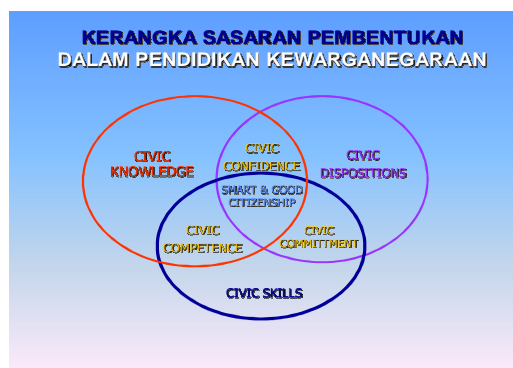 KERANGKA SASARAN PEMBENTUKAN
DALAM PENDIDIKAN KEWARGANEGARAAN
CIVIC
CONFIDENCE
CIVIC
KNOWLEDGE
CIVIC
DISPOSITIONS
SMART & GOOD
CITIZENSHIP
CIVIC
COMPETENCE
CIVIC
COMMITTMENT
CIVIC SKILLS